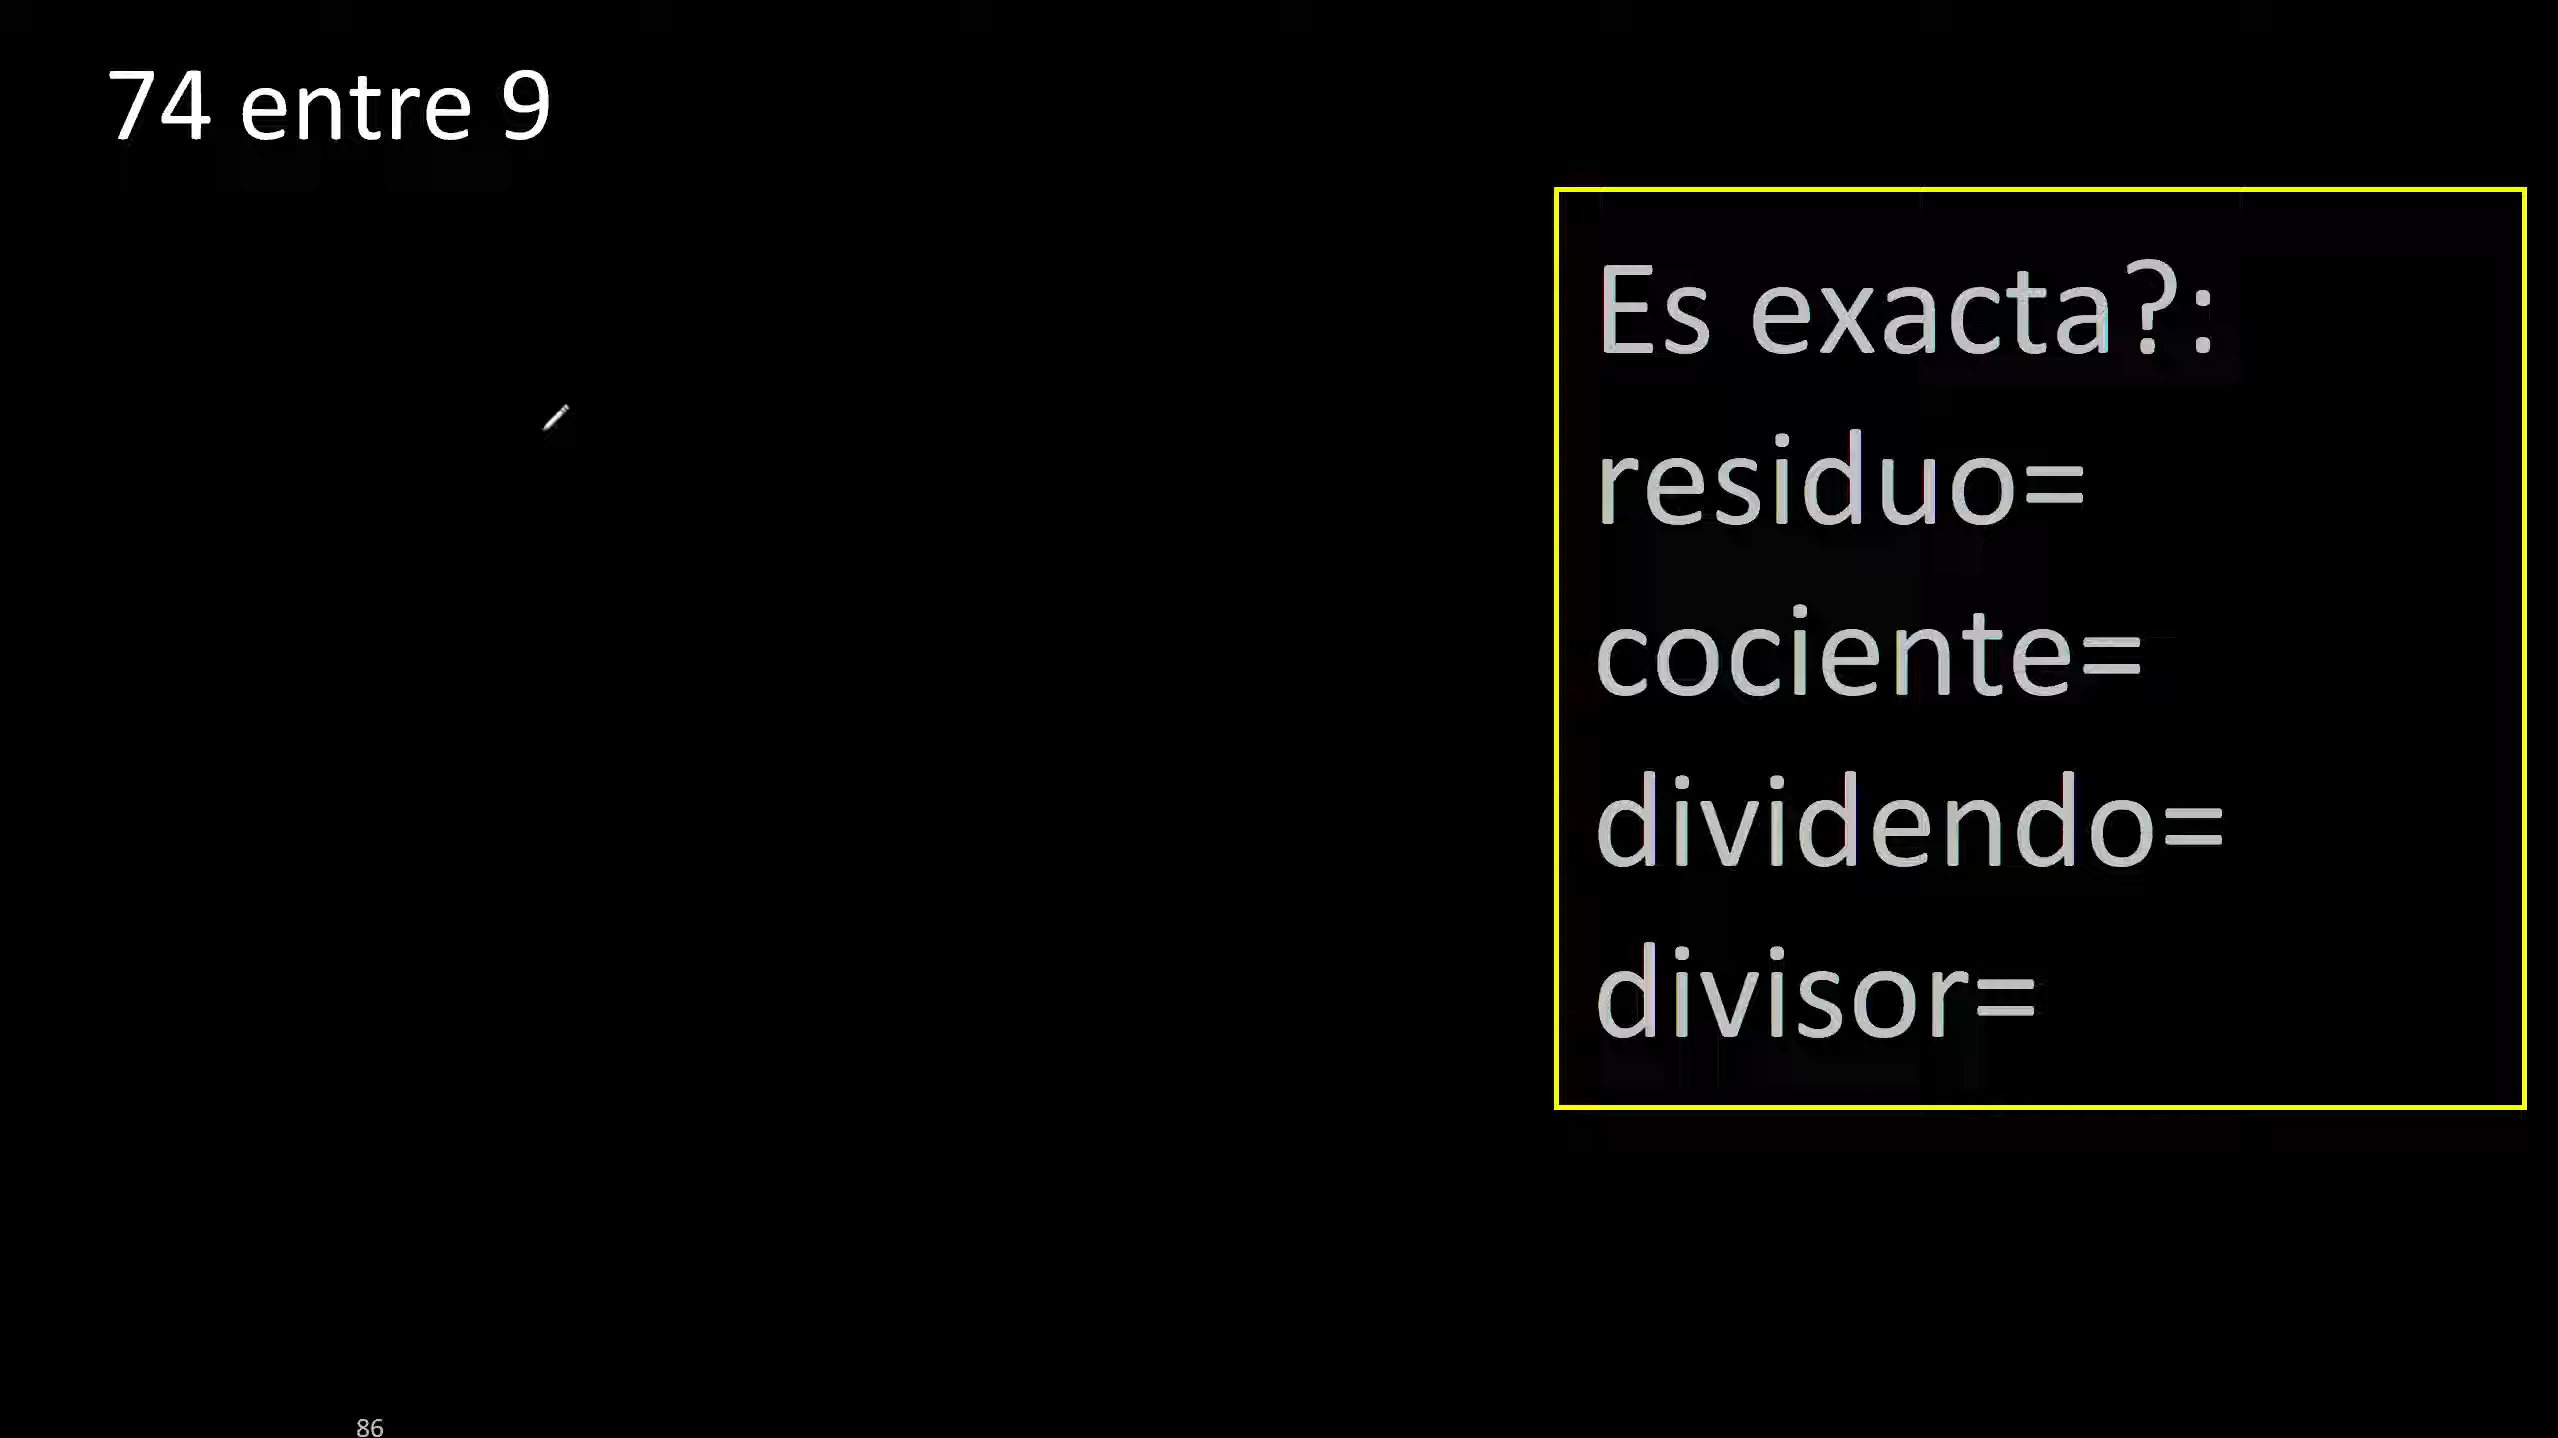 74 entre 9
Es exacta?:
residuo=
cociente=
dividendo=
divisor=
86